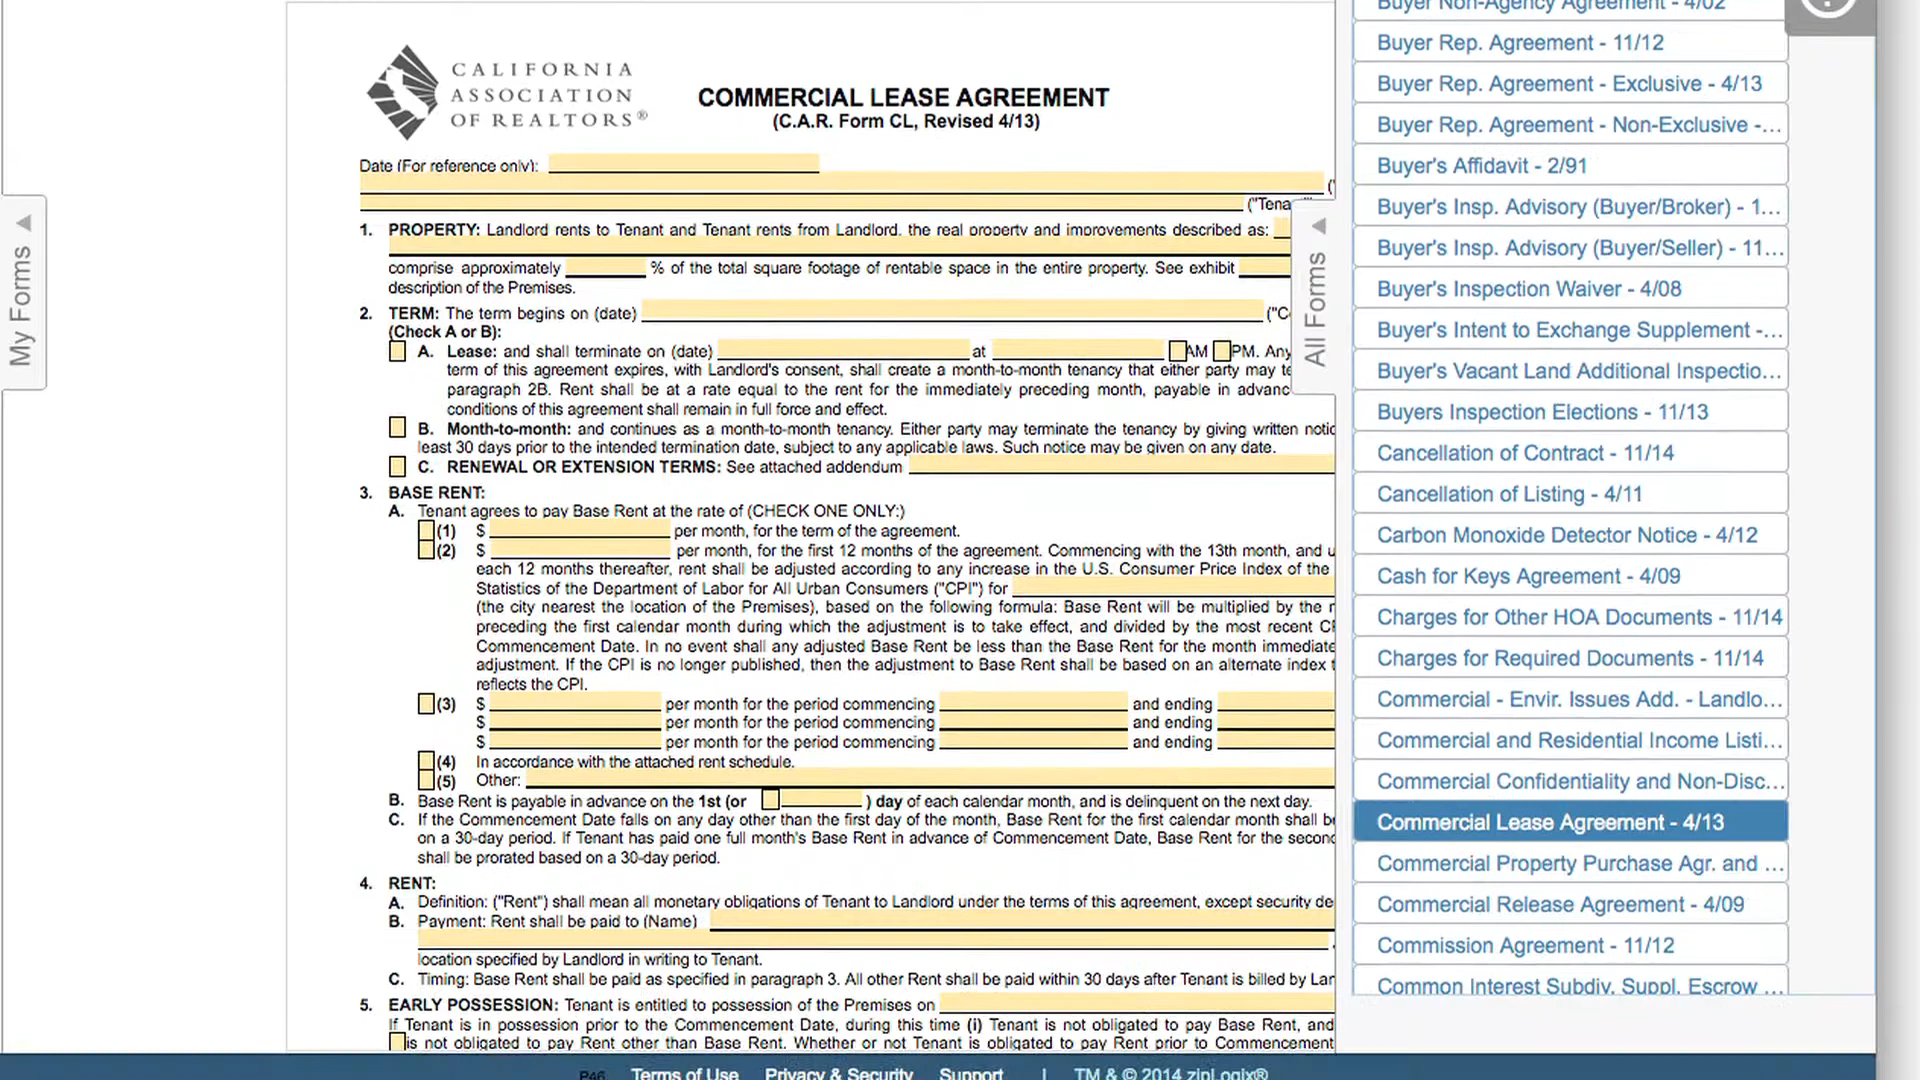 CALIFORNIA
ASSOCIATION
OF REALTORS®
COMMERCIAL LEASE AGREEMENT
(C.A.R. Form CL, Revised 4/13)
Date (For reference only):
("
("Tena
1. PROPERTY: Landlord rents to Tenant and Tenant rents from Landlord, the real property and improvements described as:
comprise approximately % of the total square footage of rentable space in the entire property. See exhibit
description of the Premises.
2. TERM: The term begins on (date) ("C
(Check A or B):
A. Lease: and shall terminate on (date) at AM PM. Any
term of this agreement expires, with Landlord's consent, shall create a month-to-month tenancy that either party may te
paragraph 2B. Rent shall be at a rate equal to the rent for the immediately preceding month, payable in advanc
conditions of this agreement shall remain in full force and effect.
B. Month-to-month: and continues as a month-to-month tenancy. Either party may terminate the tenancy by giving written notic
least 30 days prior to the intended termination date, subject to any applicable laws. Such notice may be given on any date.
C. RENEWAL OR EXTENSION TERMS: See attached addendum
3. BASE RENT:
A. Tenant agrees to pay Base Rent at the rate of (CHECK ONE ONLY:)
(1) $ per month, for the term of the agreement.
(2) $ per month, for the first 12 months of the agreement. Commencing with the 13th month, and u
each 12 months thereafter, rent shall be adjusted according to any increase in the U.S. Consumer Price Index of the
Statistics of the Department of Labor for All Urban Consumers ("CPI") for
(the city nearest the location of the Premises), based on the following formula: Base Rent will be multiplied by the
preceding the first calendar month during which the adjustment is to take effect, and divided by the most recent C
Commencement Date. In no event shall any adjusted Base Rent be less than the Base Rent for the month immediate
adjustment. If the CPI is no longer published, then the adjustment to Base Rent shall be based on an alternate index
reflects the CPI.
(3) $ per month for the period commencing and ending
$ per month for the period commencing and ending
$ per month for the period commencing and ending
(4) In accordance with the attached rent schedule.
(5) Other:
B. Base Rent is payable in advance on the 1st (or ) day of each calendar month, and is delinquent on the next day.
C. If the Commencement Date falls on any day other than the first day of the month, Base Rent for the first calendar month shall b
on a 30-day period. If Tenant has paid one full month's Base Rent in advance of Commencement Date, Base Rent for the secon
shall be prorated based on a 30-day period.
4. RENT:
A. Definition: ("Rent") shall mean all monetary obligations of Tenant to Landlord under the terms of this agreement, except security de
B. Payment: Rent shall be paid to (Name)
location specified by Landlord in writing to Tenant.
C. Timing: Base Rent shall be paid as specified in paragraph 3. All other Rent shall be paid within 30 days after Tenant is billed by Lan
5. EARLY POSSESSION: Tenant is entitled to possession of the Premises on
If Tenant is in possession prior to the Commencement Date, during this time (i) Tenant is not obligated to pay Base Rent, and
is not obligated to pay Rent other than Base Rent. Whether or not Tenant is obligated to pay Rent prior to Commencement
My Forms
All Forms
Buyer Non-Agency Agreement - 4/02
Buyer Rep. Agreement - 11/12
Buyer Rep. Agreement - Exclusive - 4/13
Buyer Rep. Agreement - Non-Exclusive -...
Buyer's Affidavit - 2/91
Buyer's Insp. Advisory (Buyer/Broker) - 1...
Buyer's Insp. Advisory (Buyer/Seller) - 11...
Buyer's Inspection Waiver - 4/08
Buyer's Intent to Exchange Supplement -...
Buyer's Vacant Land Additional Inspectio...
Buyers Inspection Elections - 11/13
Cancellation of Contract - 11/14
Cancellation of Listing - 4/11
Carbon Monoxide Detector Notice - 4/12
Cash for Keys Agreement - 4/09
Charges for Other HOA Documents - 11/14
Charges for Required Documents - 11/14
Commercial - Envir. Issues Add. - Landlo...
Commercial and Residential Income Listi...
Commercial Confidentiality and Non-Disc...
Commercial Lease Agreement - 4/13
Commercial Property Purchase Agr. and ...
Commercial Release Agreement - 4/09
Commission Agreement - 11/12
Common Interest Subdiv. Suppl. Escrow ...
P46 Terms of Use Privacy & Security Support | TM & © 2014 zipLogix®